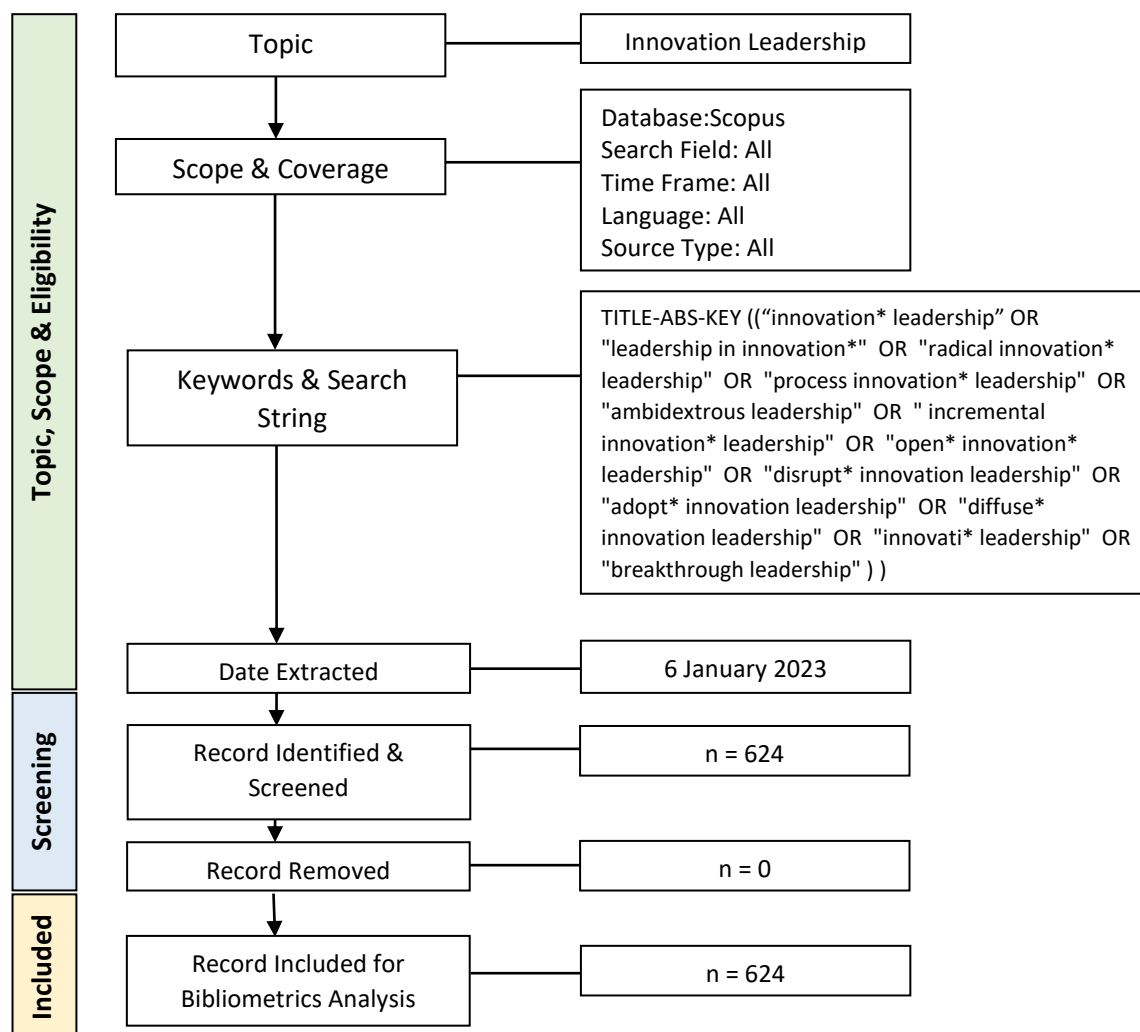 Topic, Scope & Eligibility
Topic
Innovation Leadership
Scope & Coverage
Database:Scopus
Search Field: All
Time Frame: All
Language: All
Source Type: All
Keywords & Search
String
TITLE-ABS-KEY ((“innovation* leadership” OR
"leadership in innovation*" OR "radical innovation*
leadership" OR "process innovation* leadership" OR
"ambidextrous leadership" OR " incremental
innovation* leadership" OR "open* innovation*
leadership" OR "disrupt* innovation leadership" OR
"adopt* innovation leadership" OR "diffuse*
innovation leadership" OR "innovati* leadership" OR
"breakthrough leadership" ) )
Date Extracted
6 January 2023
Screening
Record Identified &
Screened
n = 624
Record Removed
n = 0
Included
Record Included for
Bibliometrics Analysis
n = 624